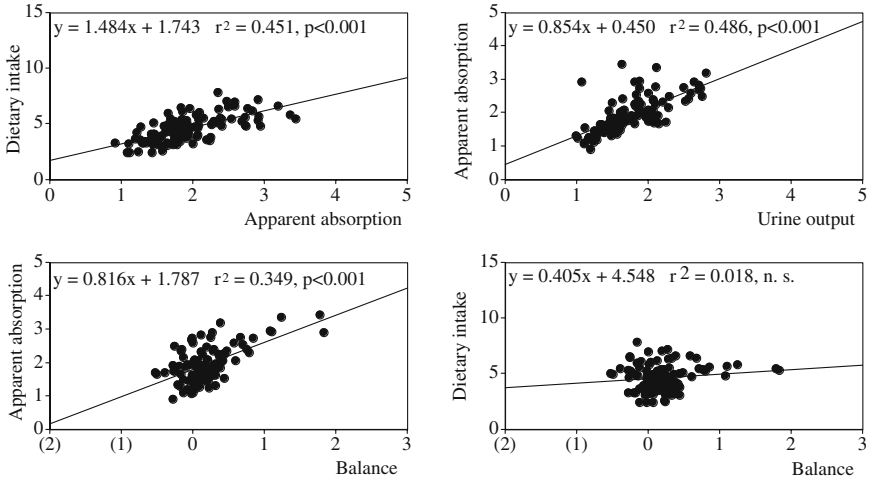 15
y = 1.484x + 1.743 r² = 0.451, p<0.001
10
5
0
Dietary intake
0 1 2 3 4 5
Apparent absorption
5
y = 0.854x + 0.450 r² = 0.486, p<0.001
4
3
2
1
0
Apparent absorption
0 1 2 3 4 5
Urine output
5
y = 0.816x + 1.787 r² = 0.349, p<0.001
4
3
2
1
0
Apparent absorption
(2) (1) 0 1 2 3
Balance
15
y = 0.405x + 4.548 r² = 0.018, n. s.
10
5
0
Dietary intake
(2) (1) 0 1 2 3
Balance